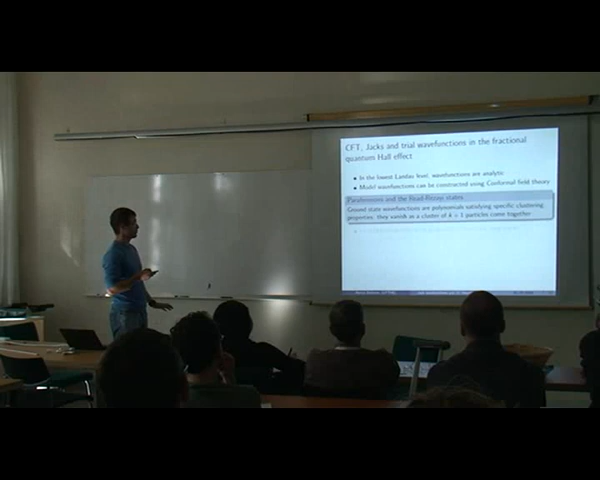 CFT, Jacks and trial wavefunctions in the fractional
quantum Hall effect
In the lowest Landau level, wavefunctions are analytic
Model wavefunctions can be constructed using Conformal field theory
Parafermions and the Read-Rezayi states
Ground state wavefunctions are polynomials satisfying specific clustering
properties: they vanish as a cluster of k + 1 particles come together